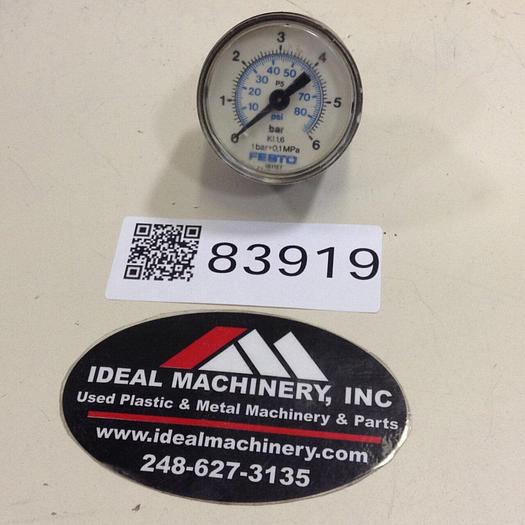 0 1 2 3 4 5 6
10 20 30 40 50 70 80
psi
bar
Kl 1,6
1bar=0,1MPa
FESTO
83919
IDEAL MACHINERY, INC
Used Plastic & Metal Machinery & Parts
www.idealmachinery.com
248-627-3135